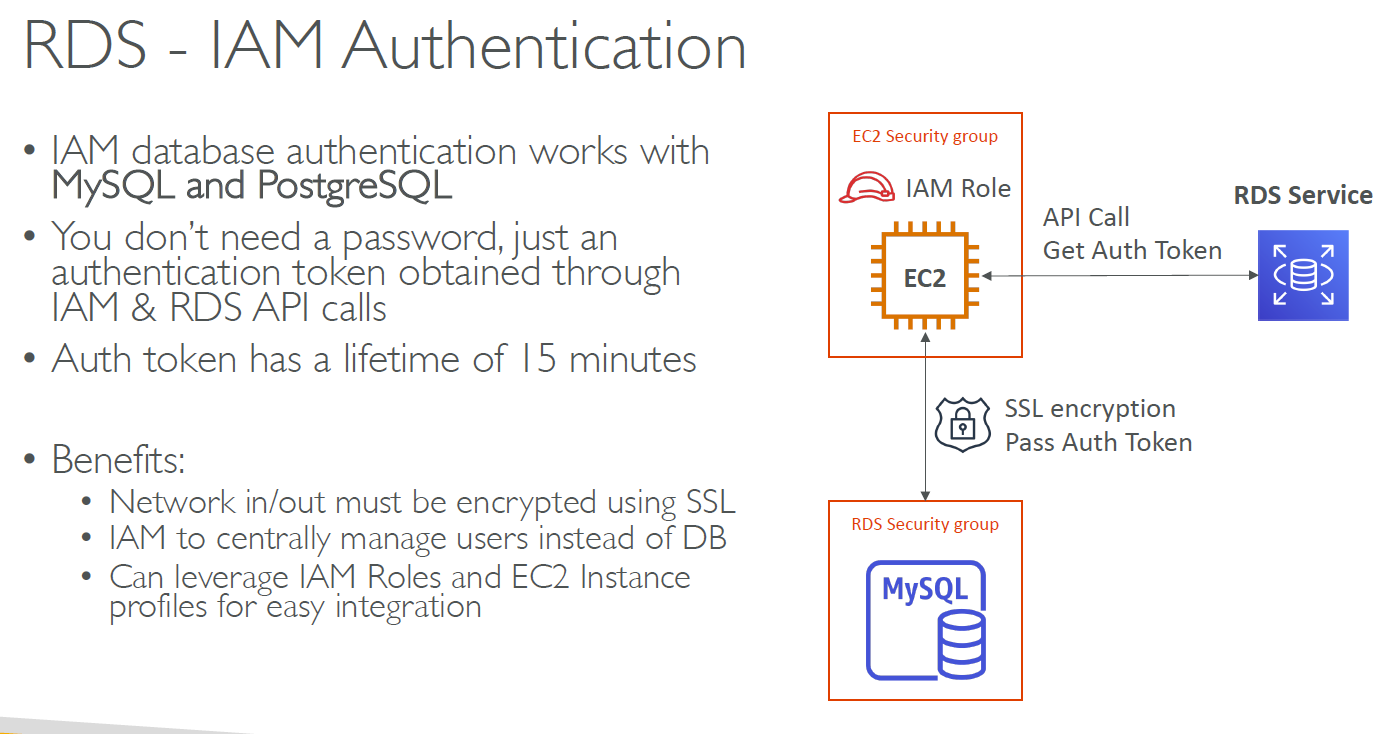 RDS - IAM Authentication
• IAM database authentication works with
MySQL and PostgreSQL
• You don't need a password, just an
authentication token obtained through
IAM & RDS API calls
• Auth token has a lifetime of 15 minutes
• Benefits:
• Network in/out must be encrypted using SSL
• IAM to centrally manage users instead of DB
• Can leverage IAM Roles and EC2 Instance
profiles for easy integration
EC2 Security group
IAM Role
EC2
API Call
Get Auth Token
RDS Service
SSL encryption
Pass Auth Token
RDS Security group
MySQL